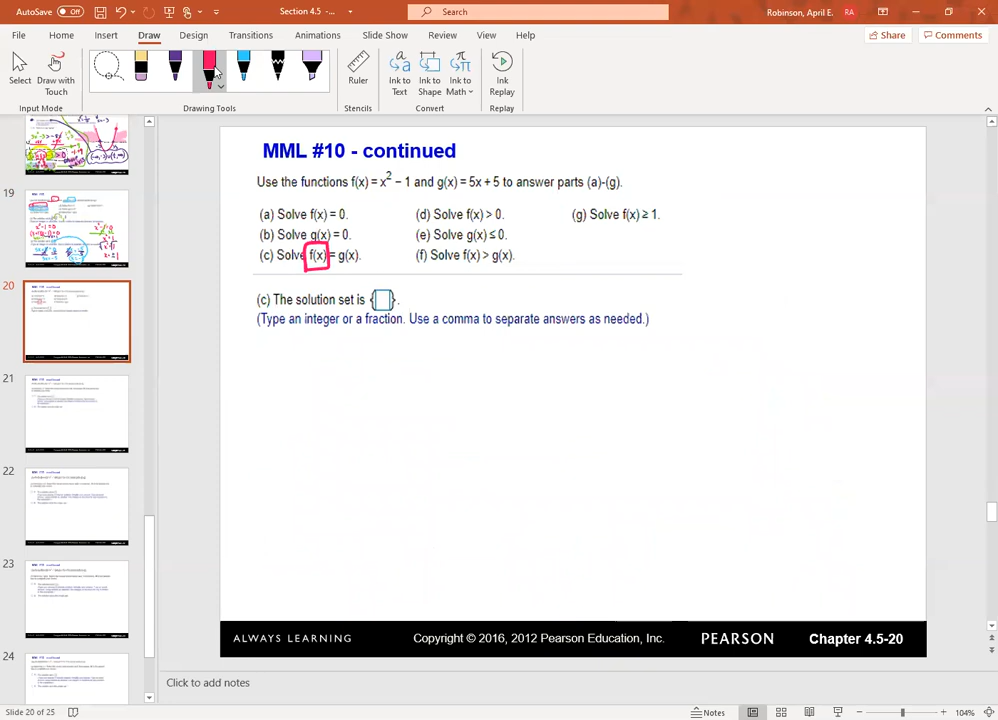 AutoSave Off
Section 4.5 -...
Search
Robinson, April E. RA
File Home Insert Draw Design Transitions Animations Slide Show Review View Help
Share Comments
Select
Draw with Touch
Ruler
Ink to Text
Ink to Shape
Ink to Math
Ink Replay
Input Mode
Drawing Tools
Stencils
Convert
Replay
19
20
21
22
23
24
MML #10 - continued
Use the functions f(x) = x² − 1 and g(x) = 5x + 5 to answer parts (a)-(g).
(a) Solve f(x) = 0. (d) Solve f(x) > 0. (g) Solve f(x) ≥ 1.
(b) Solve g(x) = 0. (e) Solve g(x) ≤ 0.
(c) Solve f(x) = g(x). (f) Solve f(x) > g(x).
(c) The solution set is { }.
(Type an integer or a fraction. Use a comma to separate answers as needed.)
ALWAYS LEARNING Copyright © 2016, 2012 Pearson Education, Inc. PEARSON Chapter 4.5-20
Click to add notes
Slide 20 of 25
Notes
104%